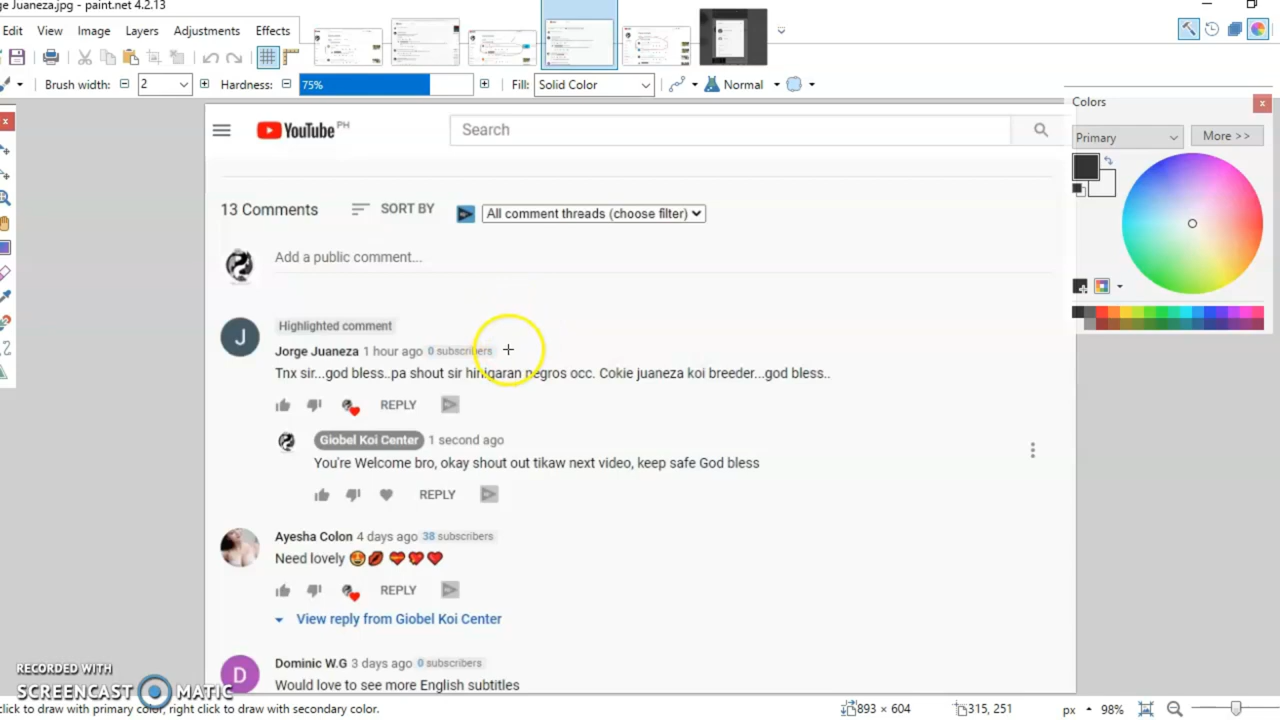 ge Juaneza.jpg - paint.net 4.2.13
Edit View Image Layers Adjustments Effects
Brush width: 2 Hardness: 75% Fill: Solid Color Normal
Colors
Primary More >>
YouTube PH
Search
13 Comments SORT BY All comment threads (choose filter)
Add a public comment...
Highlighted comment
J
Jorge Juaneza 1 hour ago 0 subscribers
Tnx sir...god bless..pa shout sir hinigaran negros occ. Cokie juaneza koi breeder...god bless..
REPLY
Giobel Koi Center 1 second ago
You're Welcome bro, okay shout out tikaw next video, keep safe God bless
REPLY
Ayesha Colon 4 days ago 38 subscribers
Need lovely 🤩💋💝💖❤️
REPLY
View reply from Giobel Koi Center
D
Dominic W.G 3 days ago 0 subscribers
Would love to see more English subtitles
RECORDED WITH
SCREENCAST MATIC
click to draw with primary color, right click to draw with secondary color.
893 × 604 315, 251 px 98%